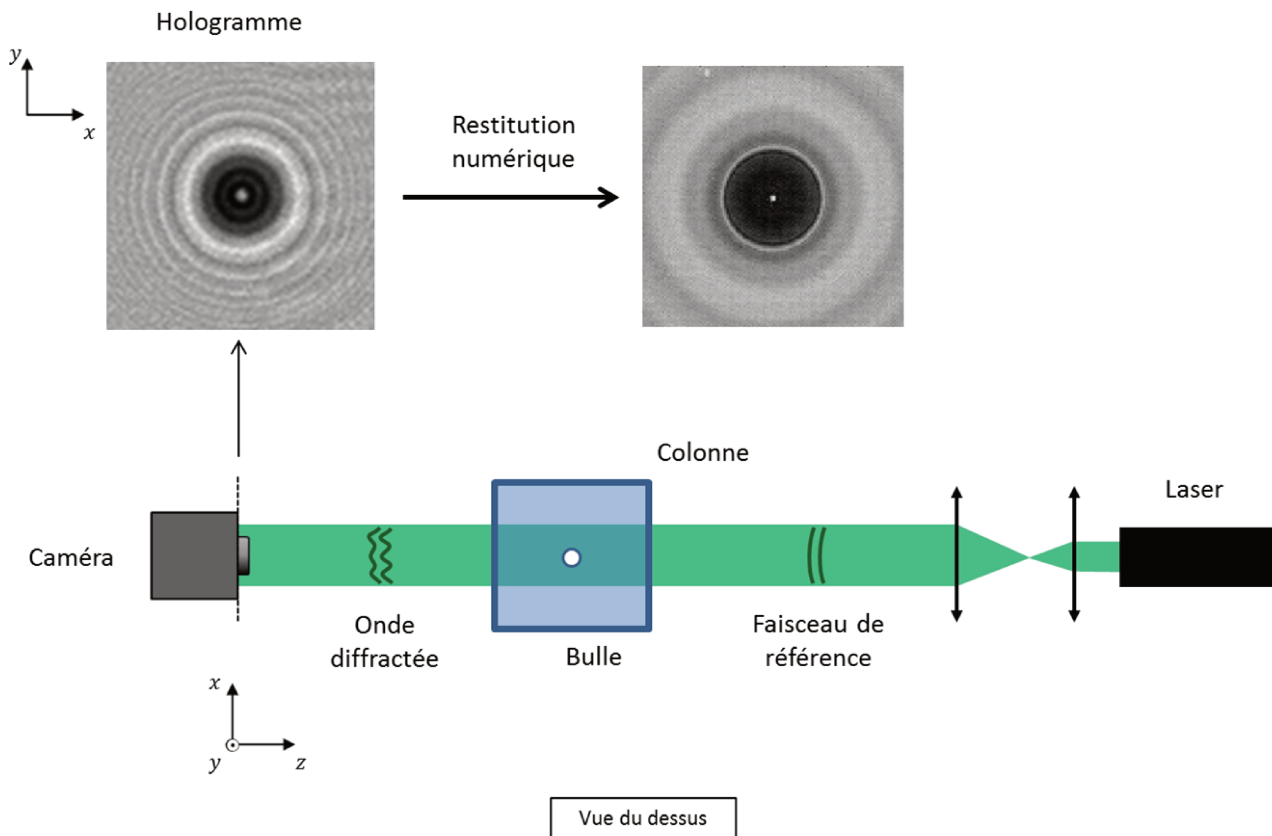 Hologramme
y
x
Restitution
numérique
Colonne
Laser
Caméra
Onde
diffractée
Bulle
Faisceau de
référence
x
y
z
Vue du dessus